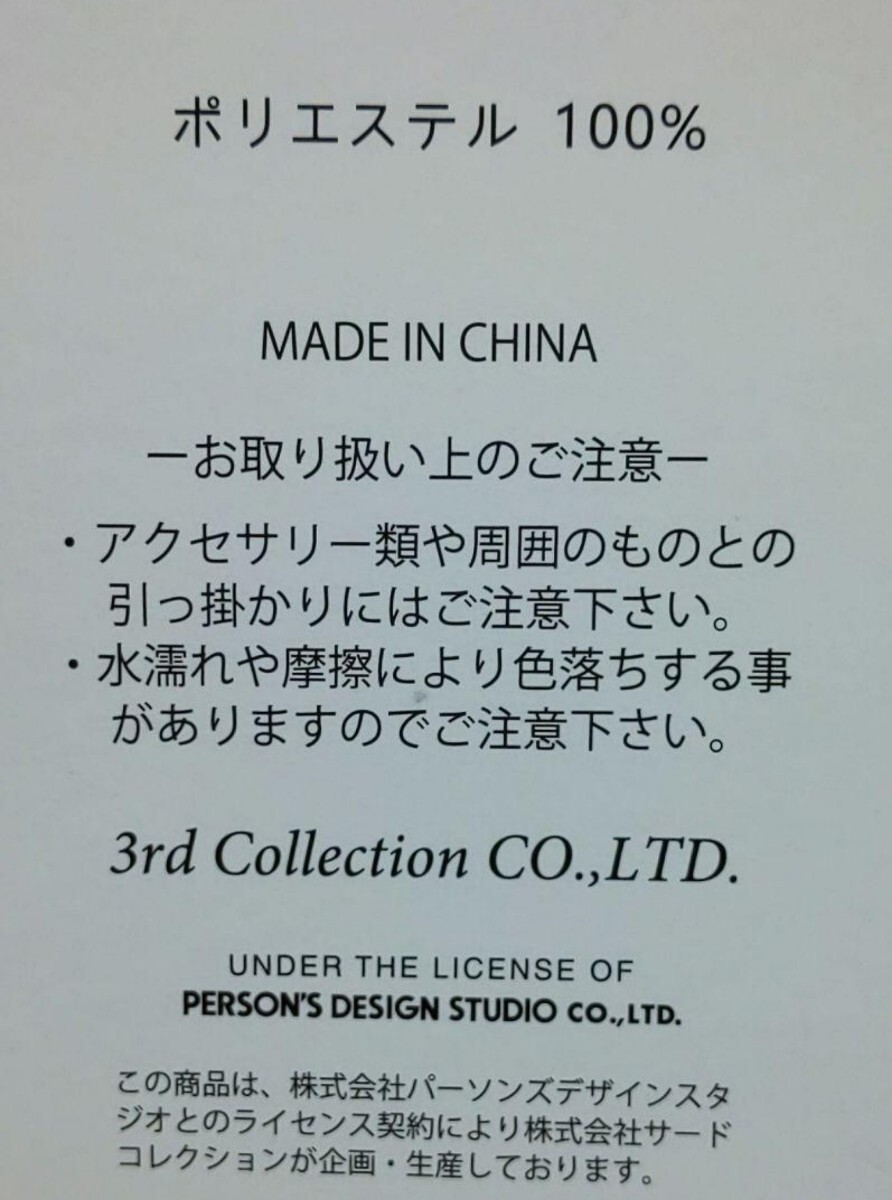 ポリエステル 100%
MADE IN CHINA
ーお取り扱い上のご注意ー
・アクセサリー類や周囲のものとの
引っ掛かりにはご注意下さい。
・水濡れや摩擦により色落ちする事
がありますのでご注意下さい。
3rd Collection CO.,LTD.
UNDER THE LICENSE OF
PERSON'S DESIGN STUDIO CO.,LTD.
この商品は、株式会社パーソンズデザインスタ
ジオとのライセンス契約により株式会社サード
コレクションが企画・生産しております。